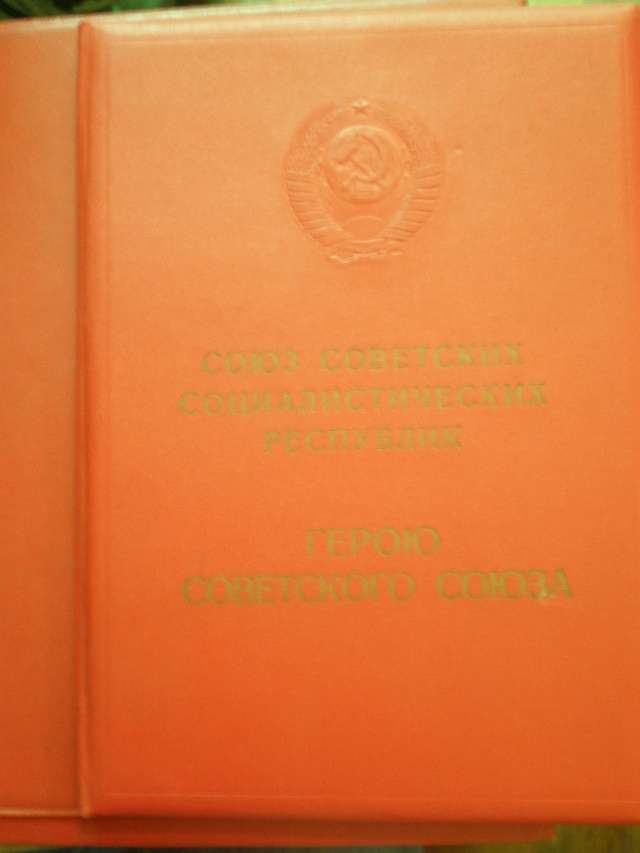 СОЮЗ СОВЕТСКИХ
СОЦИАЛИСТИЧЕСКИХ
РЕСПУБЛИК
ГЕРОЮ
СОВЕТСКОГО СОЮЗА